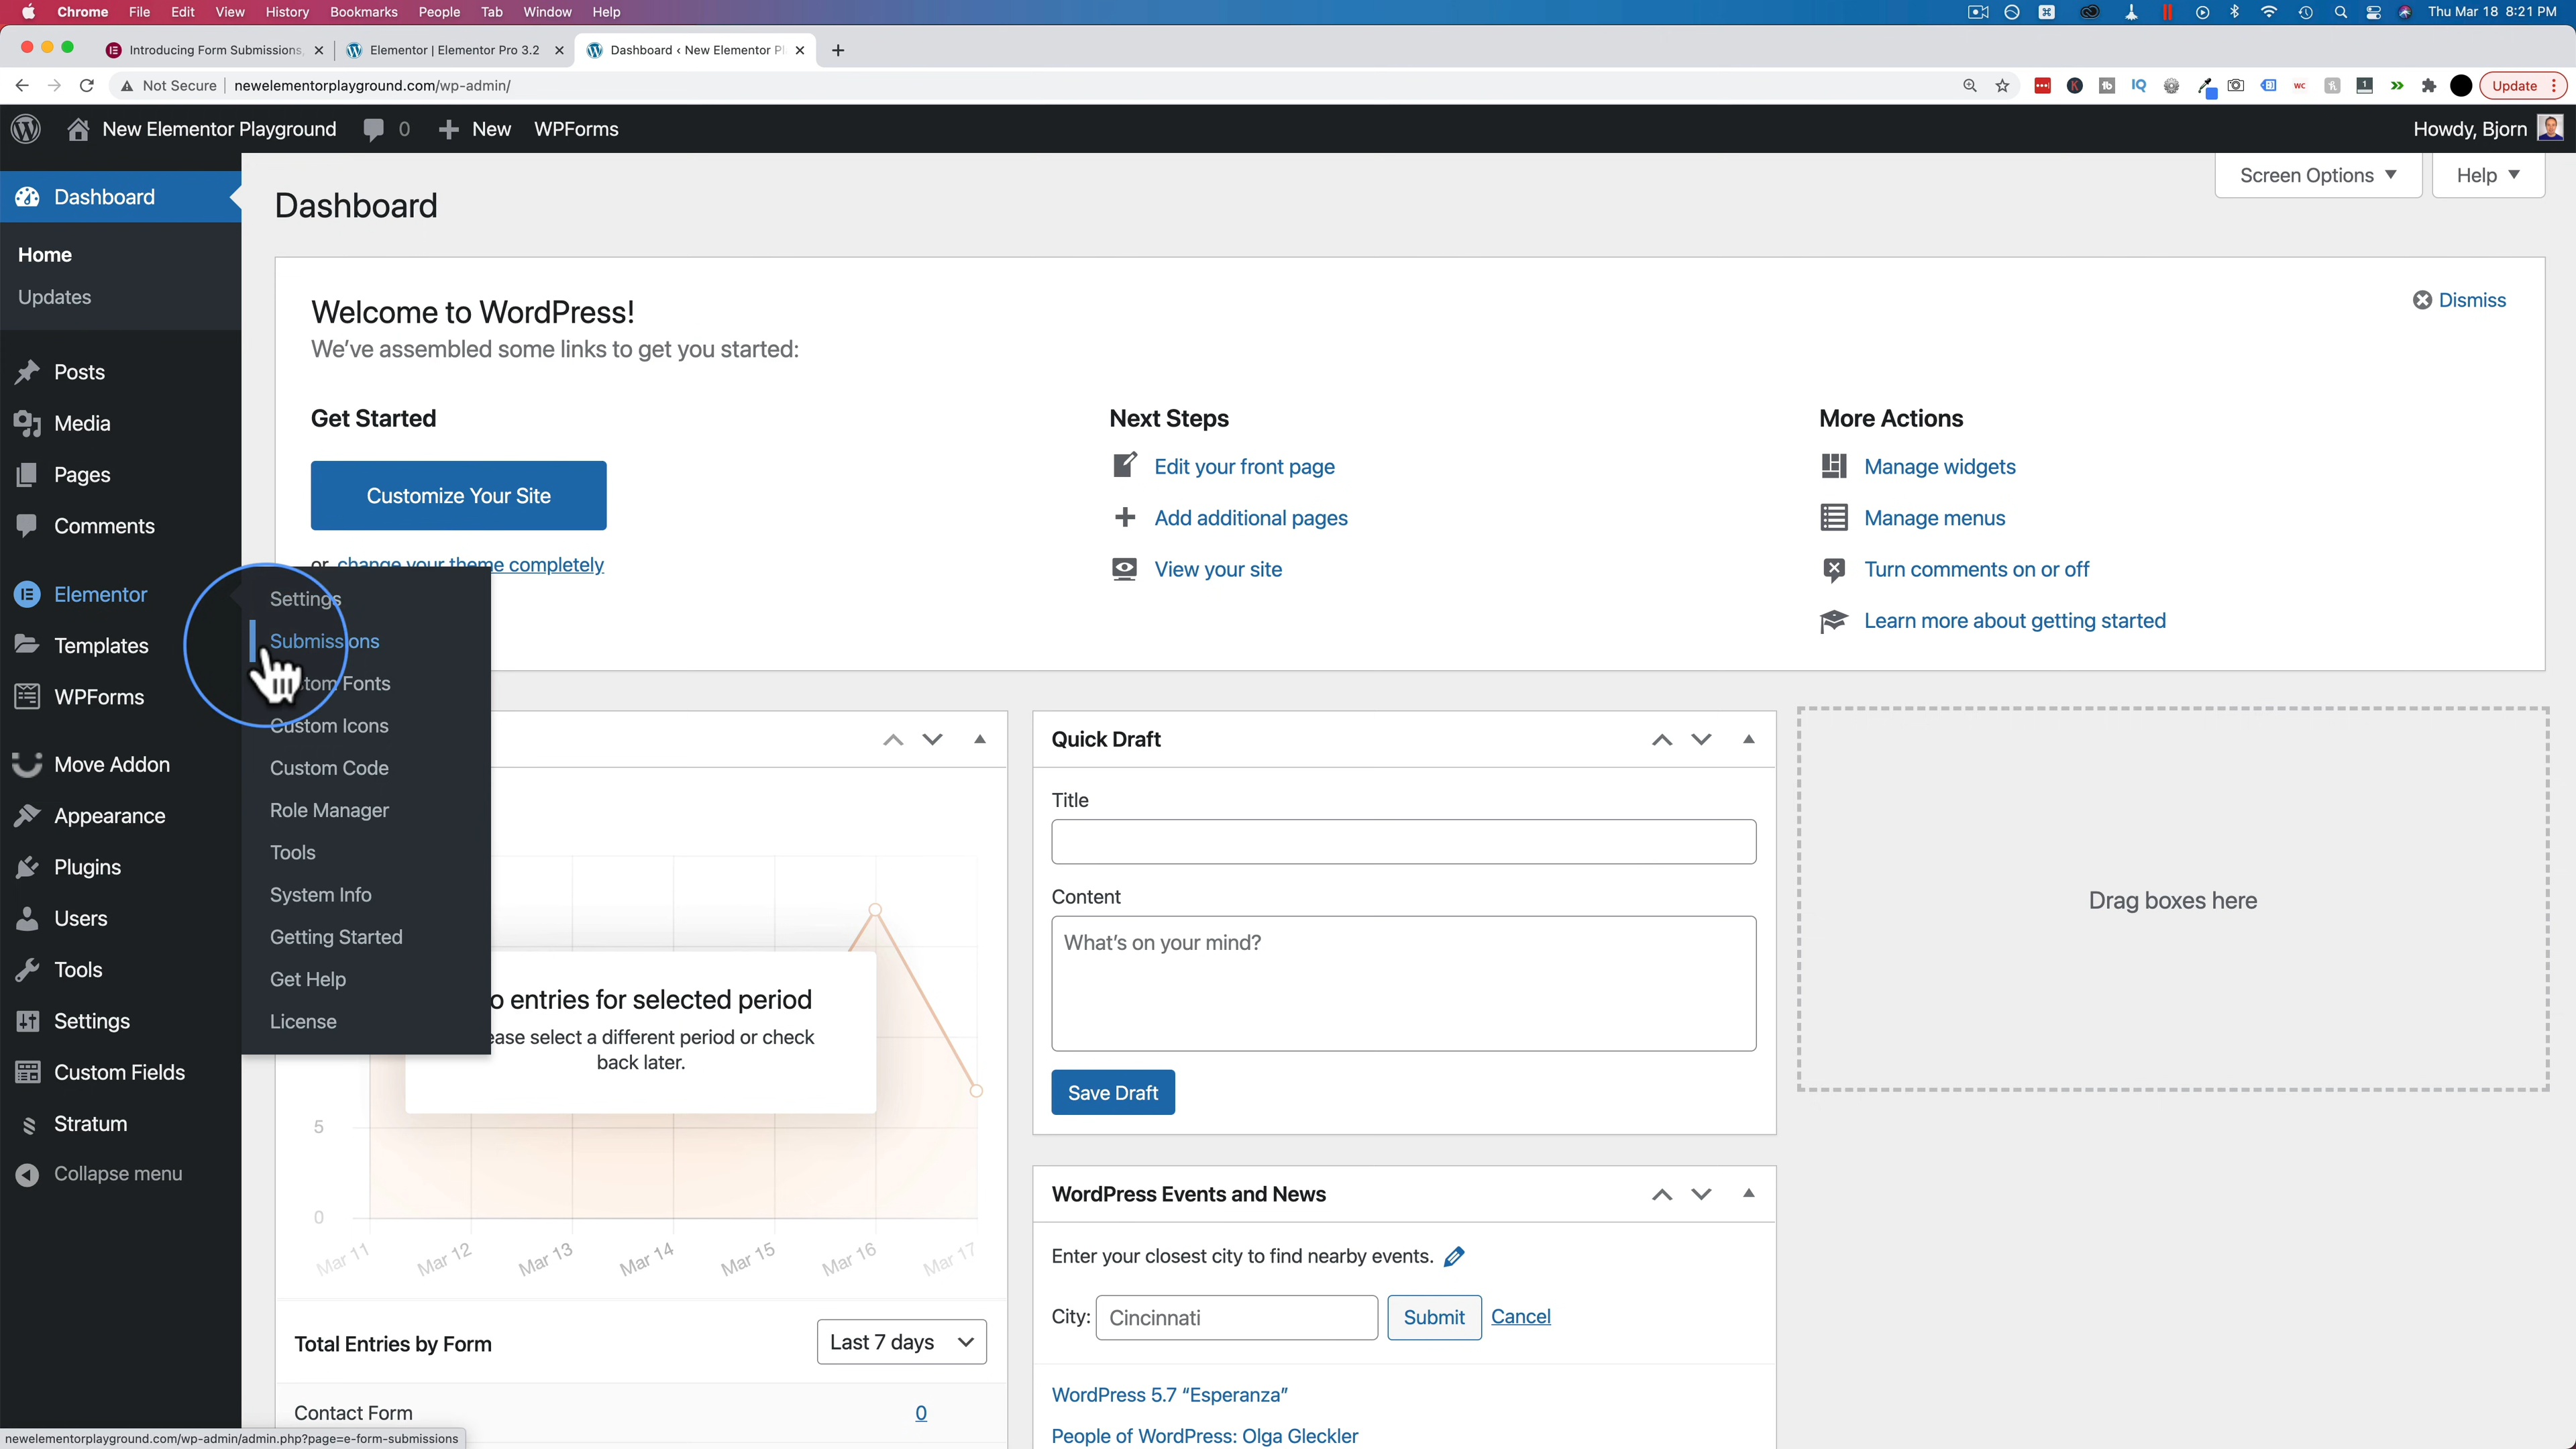 Chrome File Edit View History Bookmarks People Tab Window Help Thu Mar 18 8:21 PM
Introducing Form Submissions, Elementor | Elementor Pro 3.2 Dashboard ‹ New Elementor Pl
Not Secure newelementorplayground.com/wp-admin/ Update
New Elementor Playground 0 New WPForms Howdy, Bjorn
Screen Options Help
Dashboard
Home
Updates
Posts
Media
Pages
Comments
Elementor
Templates
WPForms
Move Addon
Appearance
Plugins
Users
Tools
Settings
Custom Fields
Stratum
Collapse menu
Settings
Submissions
tom Fonts
Custom Icons
Custom Code
Role Manager
Tools
System Info
Getting Started
Get Help
License
Dashboard
Welcome to WordPress!
Dismiss
We've assembled some links to get you started:
Get Started
Customize Your Site
or, change your theme completely
Next Steps
Edit your front page
Add additional pages
View your site
More Actions
Manage widgets
Manage menus
Turn comments on or off
Learn more about getting started
o entries for selected period
ease select a different period or check
back later.
5
0
Mar 11 Mar 12 Mar 13 Mar 14 Mar 15 Mar 16 Mar 17
Total Entries by Form Last 7 days
Contact Form 0
Quick Draft
Title
Content
What's on your mind?
Save Draft
WordPress Events and News
Enter your closest city to find nearby events.
City: Cincinnati Submit Cancel
WordPress 5.7 “Esperanza”
People of WordPress: Olga Gleckler
Drag boxes here
newelementorplayground.com/wp-admin/admin.php?page=e-form-submissions